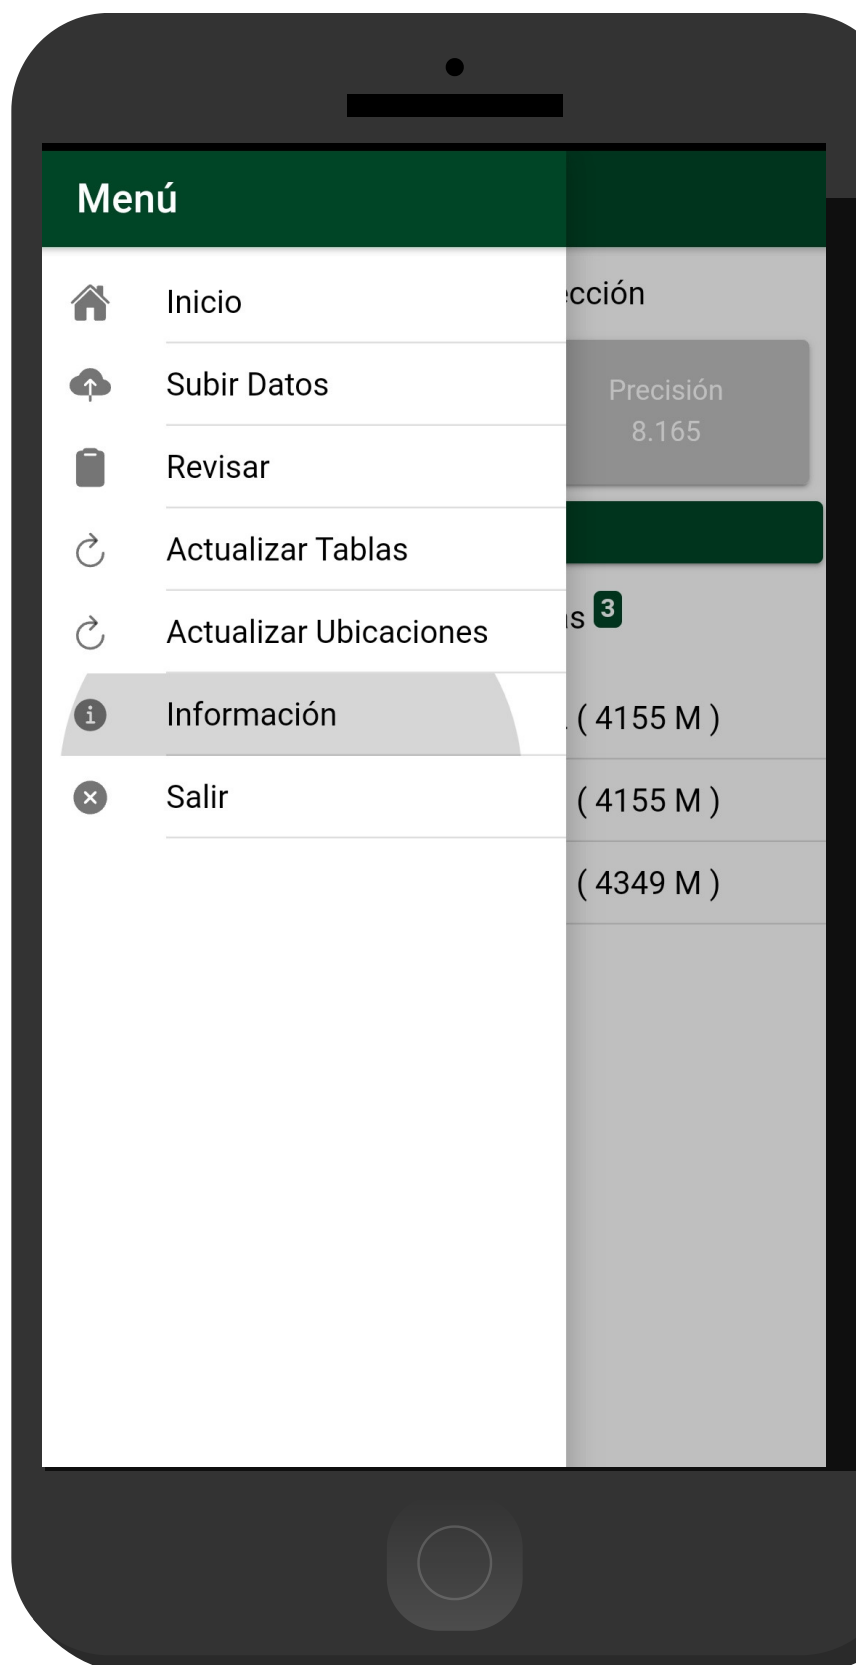 Menú
Inicio
Subir Datos
Revisar
Actualizar Tablas
Actualizar Ubicaciones
Información
Salir
cción
Precisión
8.165
s 3
( 4155 M )
( 4155 M )
( 4349 M )